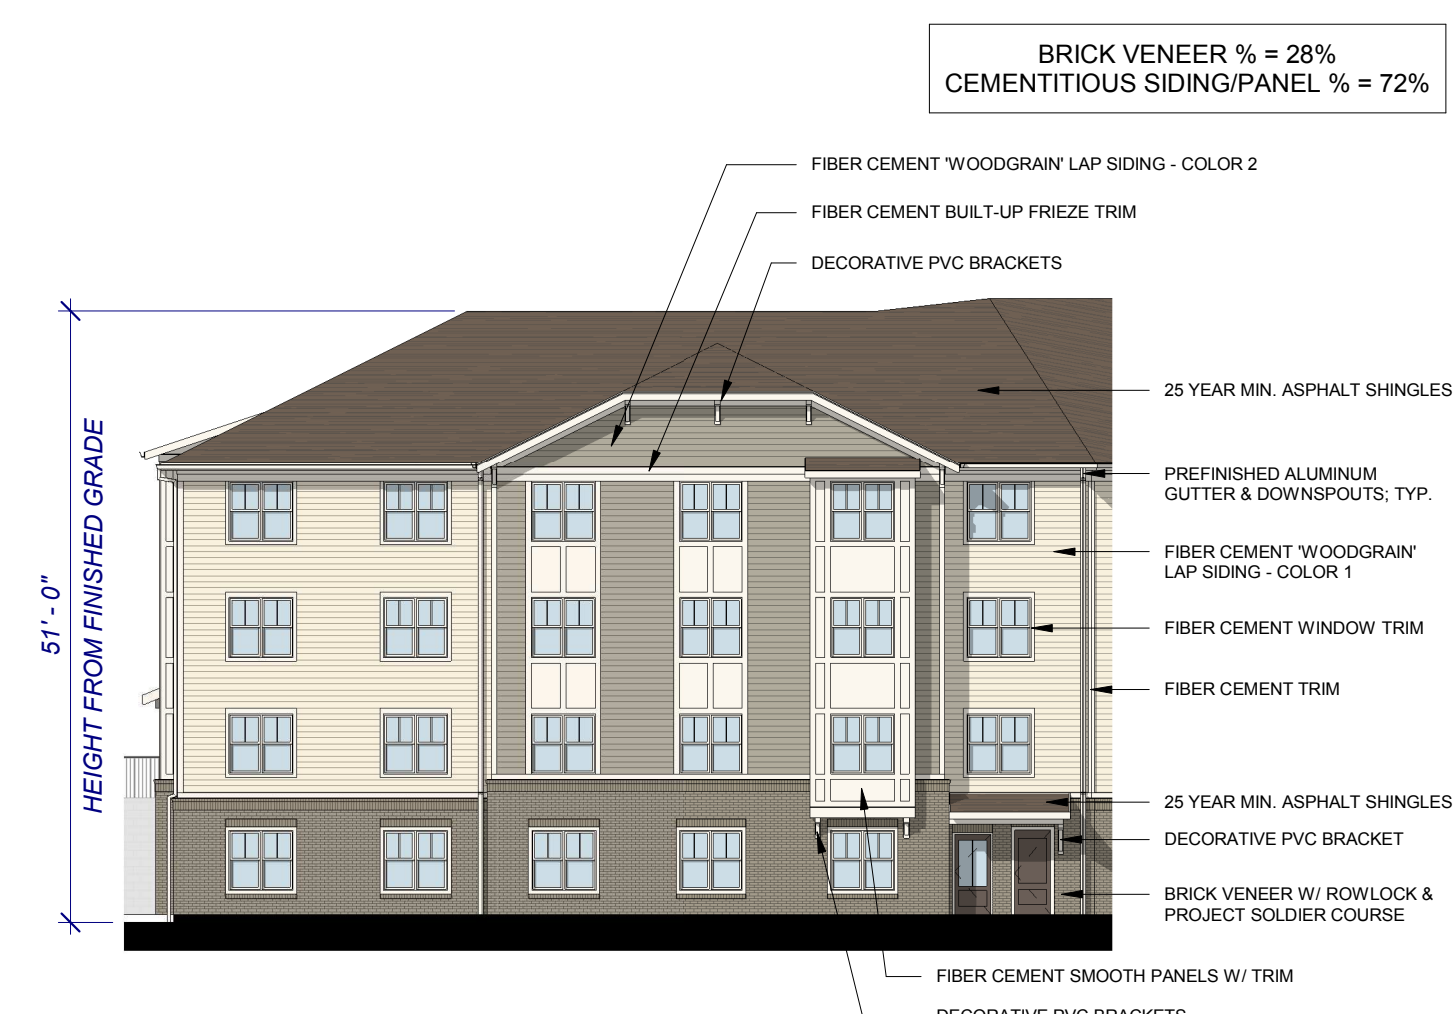 BRICK VENEER % = 28%
CEMENTITIOUS SIDING/PANEL % = 72%
FIBER CEMENT 'WOODGRAIN' LAP SIDING - COLOR 2
FIBER CEMENT BUILT-UP FRIEZE TRIM
DECORATIVE PVC BRACKETS
51' - 0"
HEIGHT FROM FINISHED GRADE
25 YEAR MIN. ASPHALT SHINGLES
PREFINISHED ALUMINUM
GUTTER & DOWNSPOUTS; TYP.
FIBER CEMENT 'WOODGRAIN'
LAP SIDING - COLOR 1
FIBER CEMENT WINDOW TRIM
FIBER CEMENT TRIM
25 YEAR MIN. ASPHALT SHINGLES
DECORATIVE PVC BRACKET
BRICK VENEER W/ ROWLOCK &
PROJECT SOLDIER COURSE
FIBER CEMENT SMOOTH PANELS W/ TRIM
DECORATIVE PVC BRACKETS